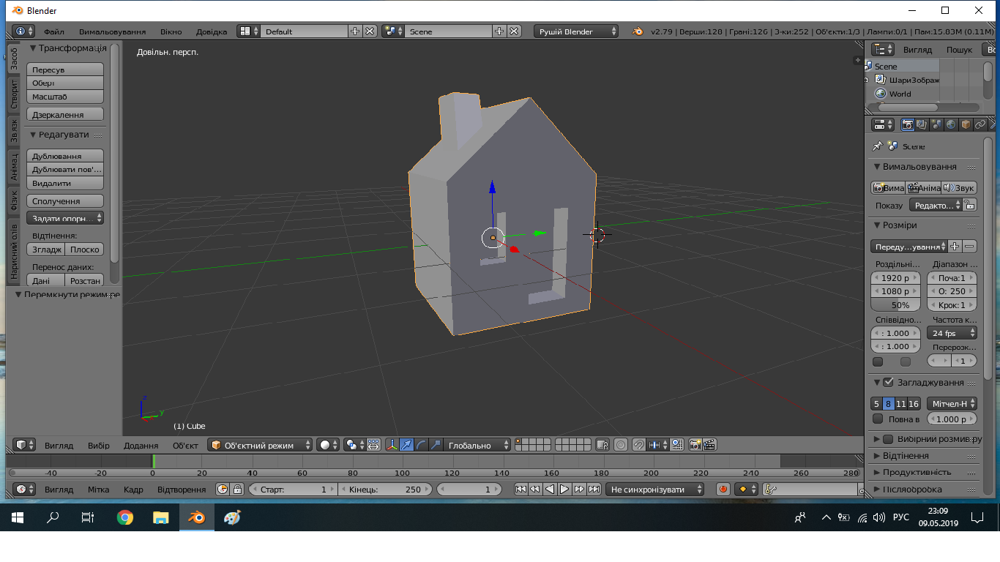 Blender
Файл Вимальовування Вікно Довідка Default Scene Рушій Blender v2.79 | Верши:128 | Грані:126 | 3-ки:252 | Об'єкти:1/3 | Лампи:0/1 | Пам:15.83M (0.11M)
Засоб
Створит
Зв'язк
Анімац
Фізик
Нарисний олів
Трансформація
Пересув
Оберт
Масштаб
Дзеркалення
Редагувати
Дублювання
Дублювати пов'...
Видалити
Сполучення
Задати опорн...
Відтінення:
Згладж Плоско
Перенос даних:
Дані Розстан
Перемкнути режим ре
Довільн. персп.
z
y
(1) Cube
Вигляд Пошук Вс
Scene
ШариЗображ
World
Scene
Вимальовування
Вима Аніма Звук
Показу Редакто...
Розміри
Переду...ування
Роздільні... Діапазон ...
1920 p Поча:1
1080 p О: 250
50% Крок: 1
Співвідно... Частота к...
: 1.000 24 fps
: 1.000 Перерозк...
1
Загладжування
5 8 11 16 Мітчел-Н
Повна в 1.000 p
Вибірний розмив ру
Відтінення
Продуктивність
Післяобробка
Вигляд Вибір Додання Об'єкт Об'єктний режим Глобально
-40 -20 0 20 40 60 80 100 120 140 160 180 200 220 240 260 280
Вигляд Мітка Кадр Відтворення Старт: 1 Кінець: 250 1 Не синхронізувати
РУС
23:09
09.05.2019